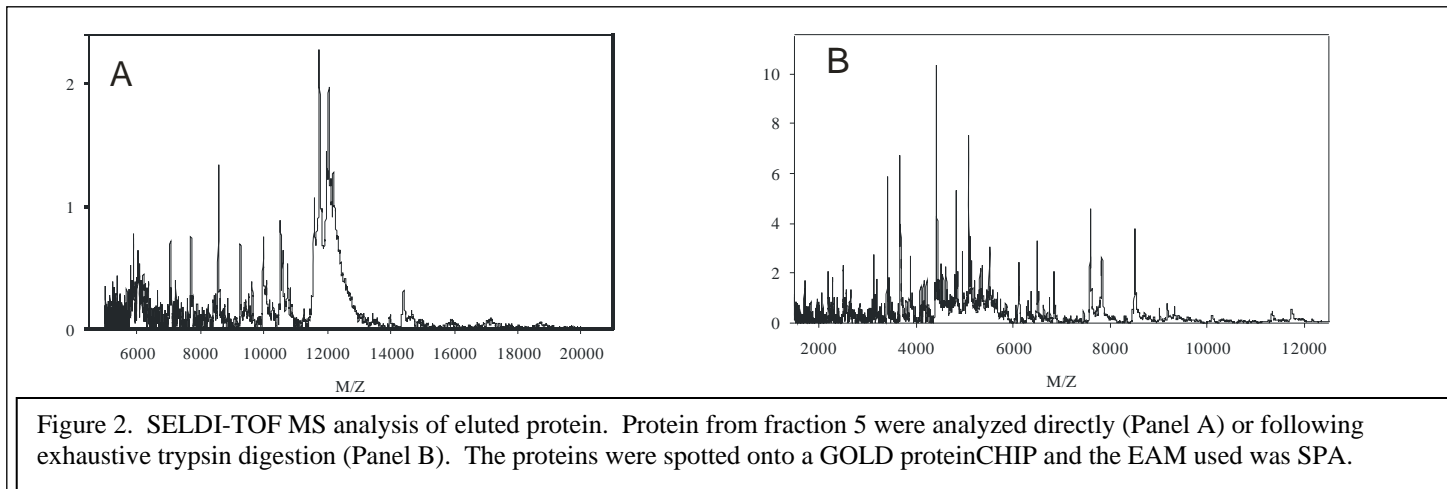 A
2
1
0
6000 8000 10000 12000 14000 16000 18000 20000
M/Z
B
10
8
6
4
2
0
2000 4000 6000 8000 10000 12000
M/Z
Figure 2. SELDI-TOF MS analysis of eluted protein. Protein from fraction 5 were analyzed directly (Panel A) or following
exhaustive trypsin digestion (Panel B). The proteins were spotted onto a GOLD proteinCHIP and the EAM used was SPA.